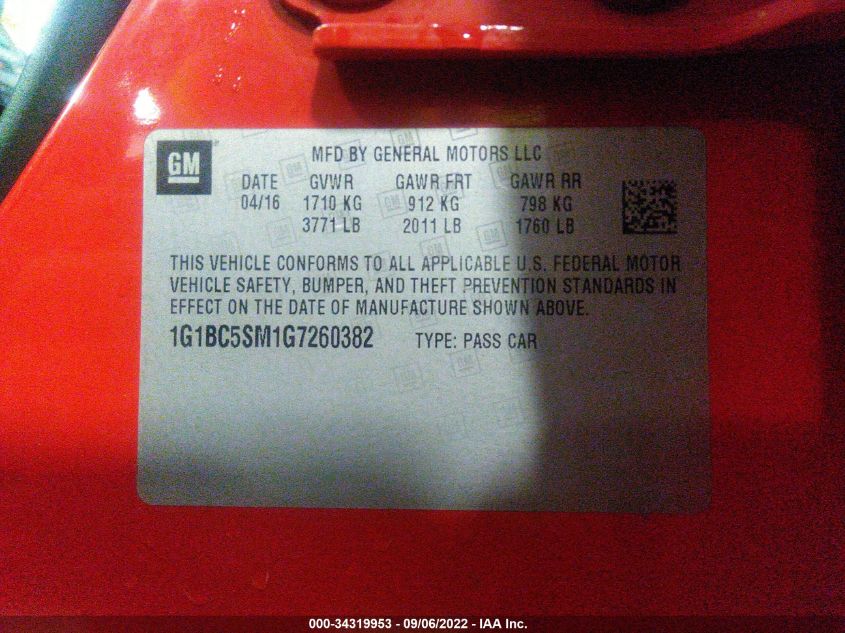 GM
MFD BY GENERAL MOTORS LLC
DATE GVWR GAWR FRT GAWR RR
04/16 1710 KG 912 KG 798 KG
3771 LB 2011 LB 1760 LB
THIS VEHICLE CONFORMS TO ALL APPLICABLE U.S. FEDERAL MOTOR
VEHICLE SAFETY, BUMPER, AND THEFT PREVENTION STANDARDS IN
EFFECT ON THE DATE OF MANUFACTURE SHOWN ABOVE.
1G1BC5SM1G7260382 TYPE: PASS CAR
000-34319953 - 09/06/2022 - IAA Inc.